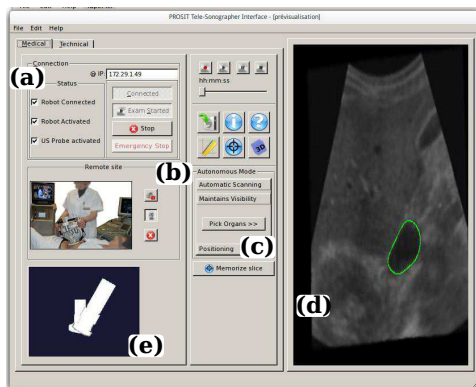 PROSIT Tele-Sonographer Interface - [prévisualisation]
File Edit Help
Medical Technical
Connection
(a)
@ IP: 172.29.1.49
Status
Robot Connected
Robot Activated
US Probe activated
Connected
Exam Started
Stop
Emergency Stop
hh:mm:ss
Remote site
(b)
3D
Autonomous Mode
Automatic Scanning
Maintains Visibility
Pick Organs >>
Positioning
(c)
Memorize slice
(d)
(e)